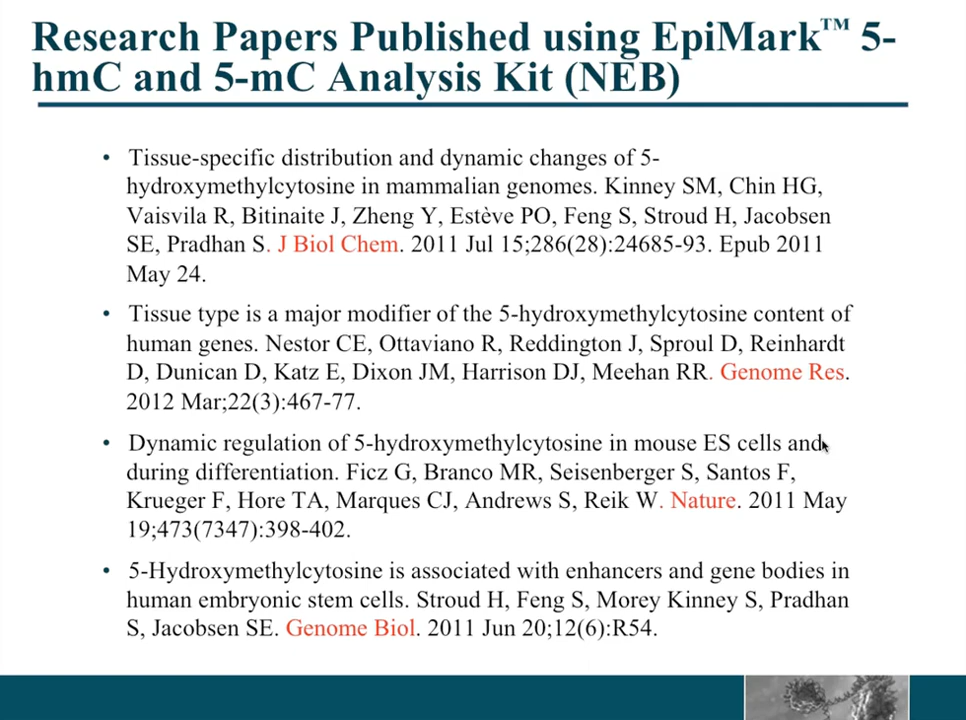 Research Papers Published using EpiMark™ 5-
hmC and 5-mC Analysis Kit (NEB)
• Tissue-specific distribution and dynamic changes of 5-
hydroxymethylcytosine in mammalian genomes. Kinney SM, Chin HG,
Vaisvila R, Bitinaite J, Zheng Y, Estève PO, Feng S, Stroud H, Jacobsen
SE, Pradhan S. J Biol Chem. 2011 Jul 15;286(28):24685-93. Epub 2011
May 24.
• Tissue type is a major modifier of the 5-hydroxymethylcytosine content of
human genes. Nestor CE, Ottaviano R, Reddington J, Sproul D, Reinhardt
D, Dunican D, Katz E, Dixon JM, Harrison DJ, Meehan RR. Genome Res.
2012 Mar;22(3):467-77.
• Dynamic regulation of 5-hydroxymethylcytosine in mouse ES cells and
during differentiation. Ficz G, Branco MR, Seisenberger S, Santos F,
Krueger F, Hore TA, Marques CJ, Andrews S, Reik W. Nature. 2011 May
19;473(7347):398-402.
• 5-Hydroxymethylcytosine is associated with enhancers and gene bodies in
human embryonic stem cells. Stroud H, Feng S, Morey Kinney S, Pradhan
S, Jacobsen SE. Genome Biol. 2011 Jun 20;12(6):R54.